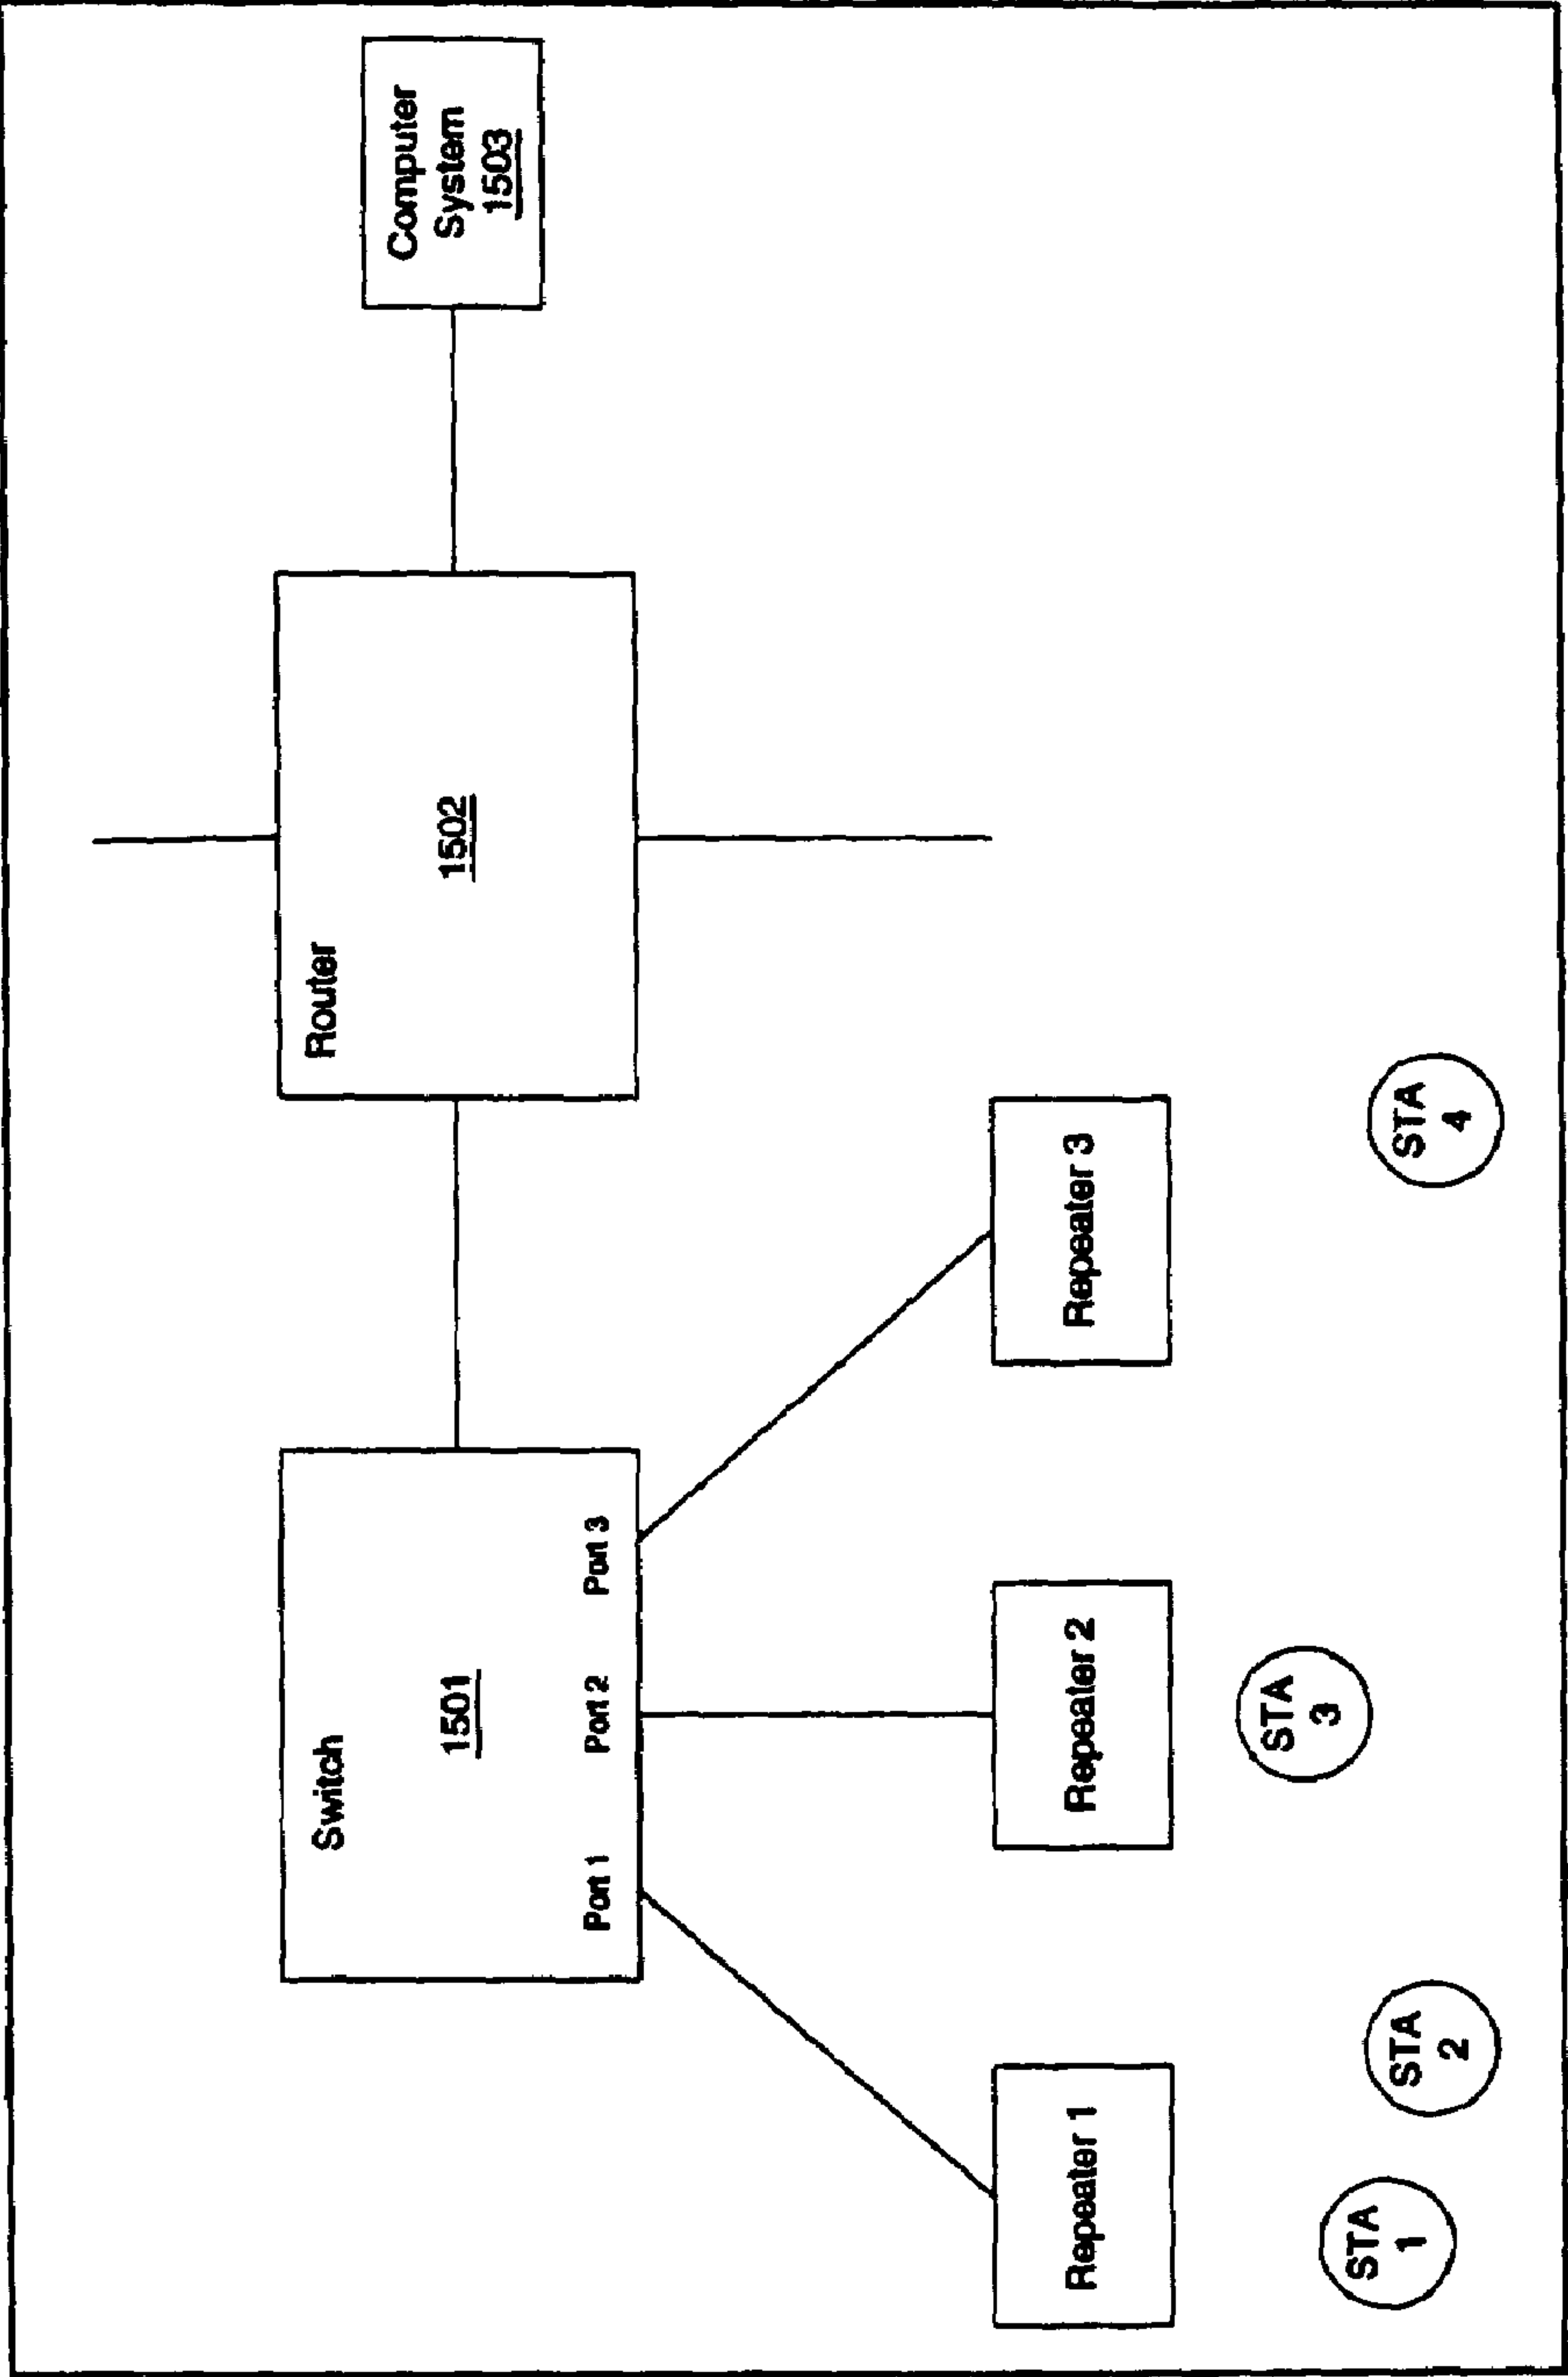 Switch
1501
Port 1
Port 2
Port 3
Router
1502
Computer
System
1503
Repeater 1
Repeater 2
Repeater 3
STA
1
STA
2
STA
3
STA
4